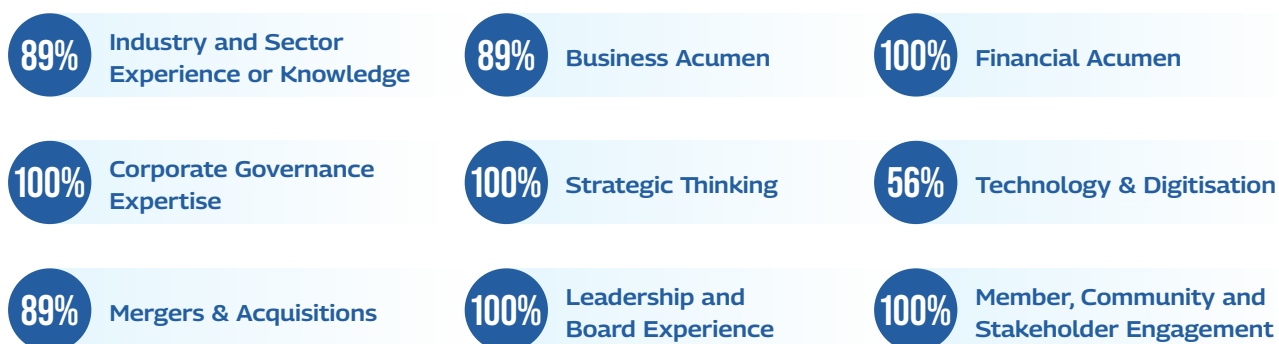 89%
Industry and Sector
Experience or Knowledge
89%
Business Acumen
100%
Financial Acumen
100%
Corporate Governance
Expertise
100%
Strategic Thinking
56%
Technology & Digitisation
89%
Mergers & Acquisitions
100%
Leadership and
Board Experience
100%
Member, Community and
Stakeholder Engagement